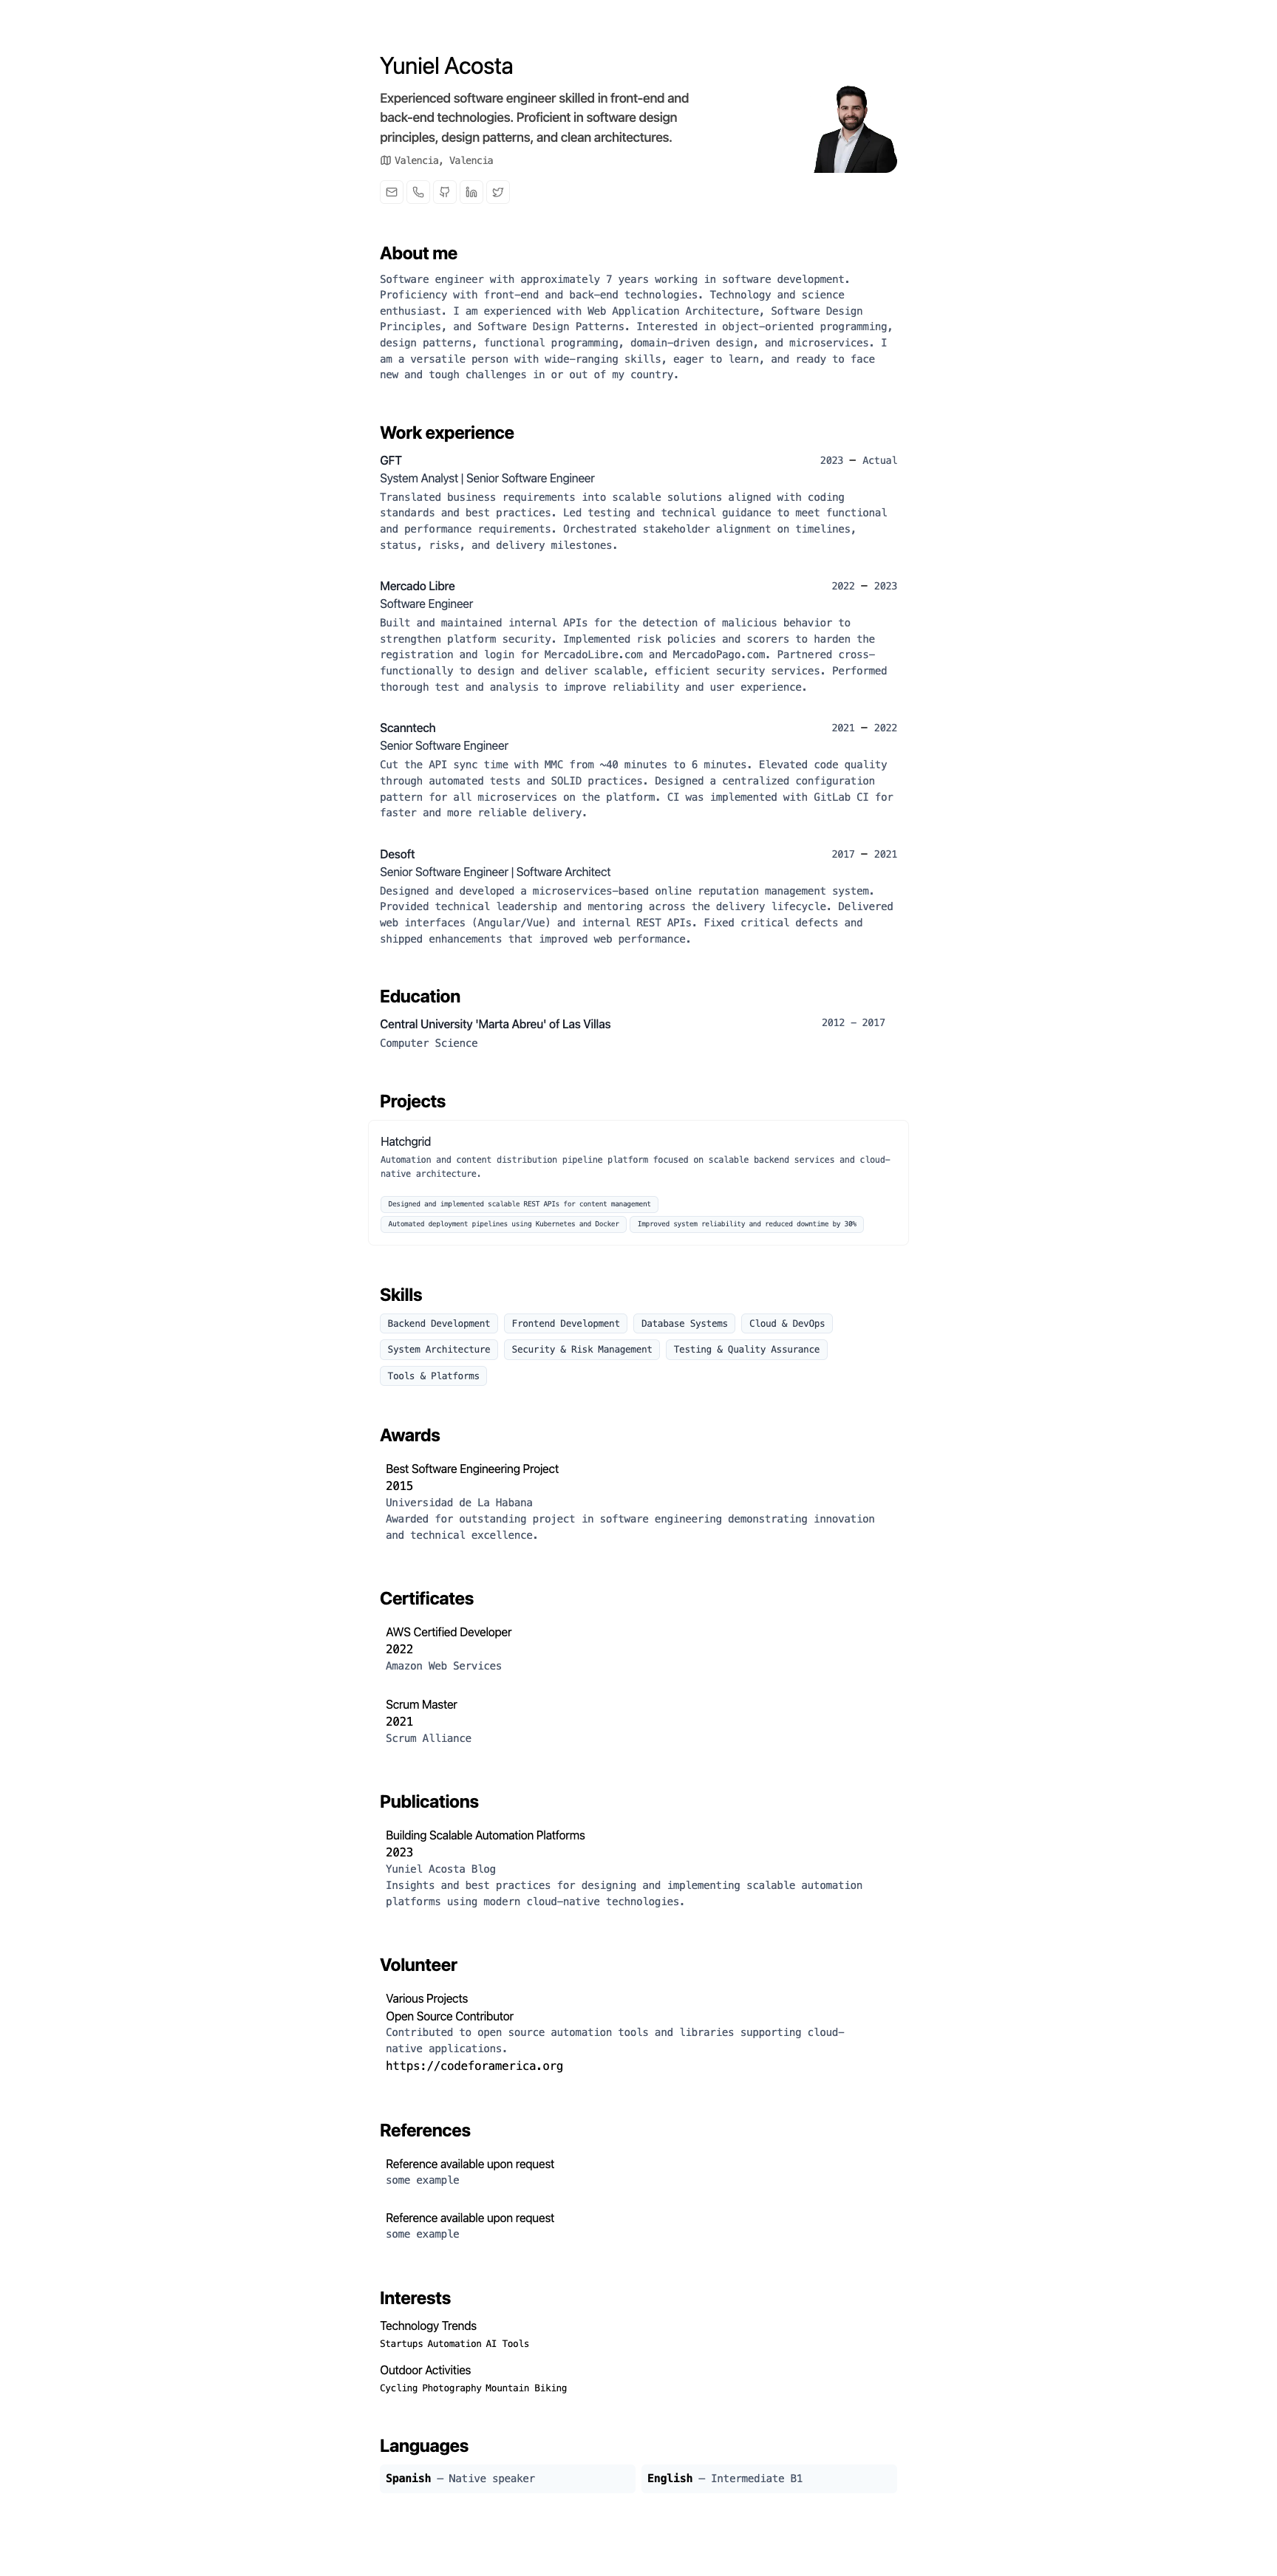 Yuniel Acosta
Experienced software engineer skilled in front-end and
back-end technologies. Proficient in software design
principles, design patterns, and clean architectures.
Valencia, Valencia
About me
Software engineer with approximately 7 years working in software development.
Proficiency with front-end and back-end technologies. Technology and science
enthusiast. I am experienced with Web Application Architecture, Software Design
Principles, and Software Design Patterns. Interested in object-oriented programming,
design patterns, functional programming, domain-driven design, and microservices. I
am a versatile person with wide-ranging skills, eager to learn, and ready to face
new and tough challenges in or out of my country.
Work experience
GFT 2023 — Actual
System Analyst | Senior Software Engineer
Translated business requirements into scalable solutions aligned with coding
standards and best practices. Led testing and technical guidance to meet functional
and performance requirements. Orchestrated stakeholder alignment on timelines,
status, risks, and delivery milestones.
Mercado Libre 2022 — 2023
Software Engineer
Built and maintained internal APIs for the detection of malicious behavior to
strengthen platform security. Implemented risk policies and scorers to harden the
registration and login for MercadoLibre.com and MercadoPago.com. Partnered cross-
functionally to design and deliver scalable, efficient security services. Performed
thorough test and analysis to improve reliability and user experience.
Scanntech 2021 — 2022
Senior Software Engineer
Cut the API sync time with MMC from ~40 minutes to 6 minutes. Elevated code quality
through automated tests and SOLID practices. Designed a centralized configuration
pattern for all microservices on the platform. CI was implemented with GitLab CI for
faster and more reliable delivery.
Desoft 2017 — 2021
Senior Software Engineer | Software Architect
Designed and developed a microservices-based online reputation management system.
Provided technical leadership and mentoring across the delivery lifecycle. Delivered
web interfaces (Angular/Vue) and internal REST APIs. Fixed critical defects and
shipped enhancements that improved web performance.
Education
Central University 'Marta Abreu' of Las Villas 2012 - 2017
Computer Science
Projects
Hatchgrid
Automation and content distribution pipeline platform focused on scalable backend services and cloud-
native architecture.
Designed and implemented scalable REST APIs for content management
Automated deployment pipelines using Kubernetes and Docker Improved system reliability and reduced downtime by 30%
Skills
Backend Development Frontend Development Database Systems Cloud & DevOps
System Architecture Security & Risk Management Testing & Quality Assurance
Tools & Platforms
Awards
Best Software Engineering Project
2015
Universidad de La Habana
Awarded for outstanding project in software engineering demonstrating innovation
and technical excellence.
Certificates
AWS Certified Developer
2022
Amazon Web Services
Scrum Master
2021
Scrum Alliance
Publications
Building Scalable Automation Platforms
2023
Yuniel Acosta Blog
Insights and best practices for designing and implementing scalable automation
platforms using modern cloud-native technologies.
Volunteer
Various Projects
Open Source Contributor
Contributed to open source automation tools and libraries supporting cloud-
native applications.
https://codeforamerica.org
References
Reference available upon request
some example
Reference available upon request
some example
Interests
Technology Trends
Startups Automation AI Tools
Outdoor Activities
Cycling Photography Mountain Biking
Languages
Spanish — Native speaker English — Intermediate B1